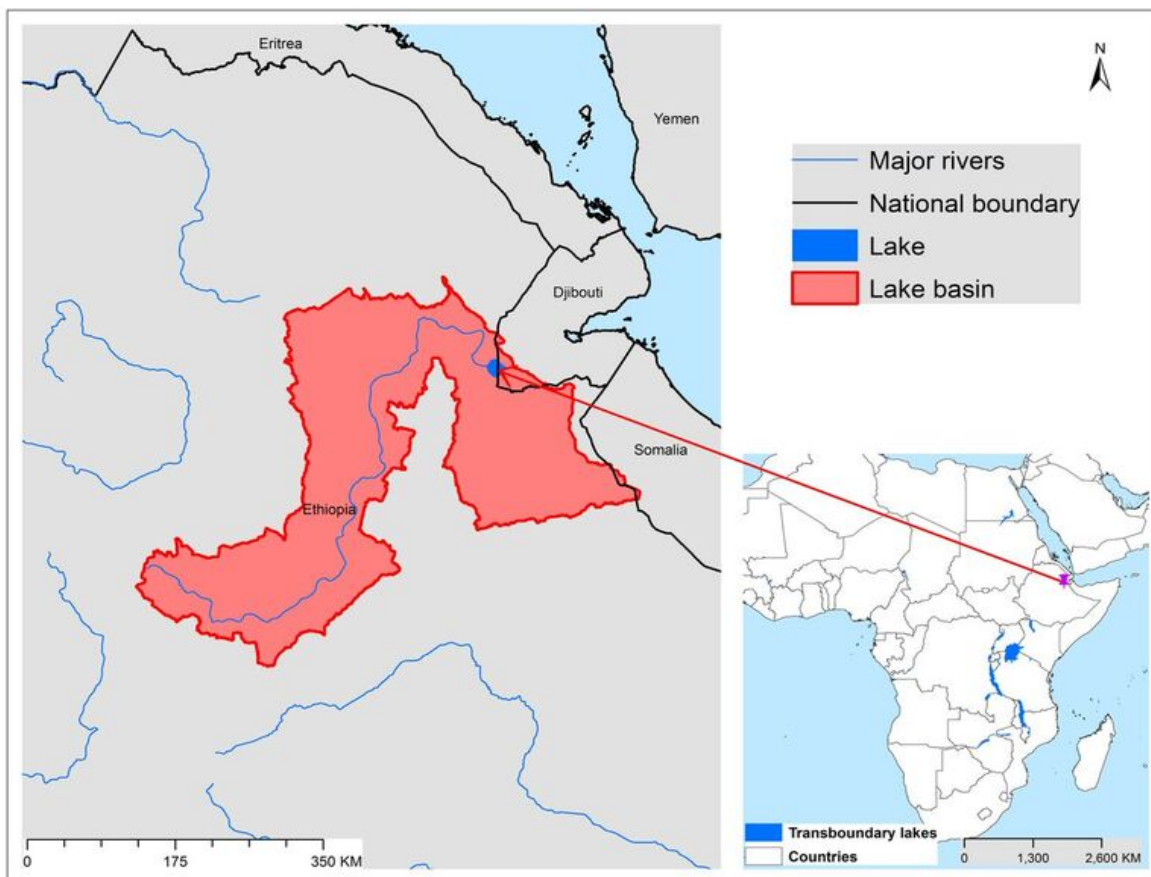 Eritrea
Yemen
Djibouti
Somalia
Ethiopia
0 175 350 KM
N
Major rivers
National boundary
Lake
Lake basin
Transboundary lakes
Countries
0 1,300 2,600 KM